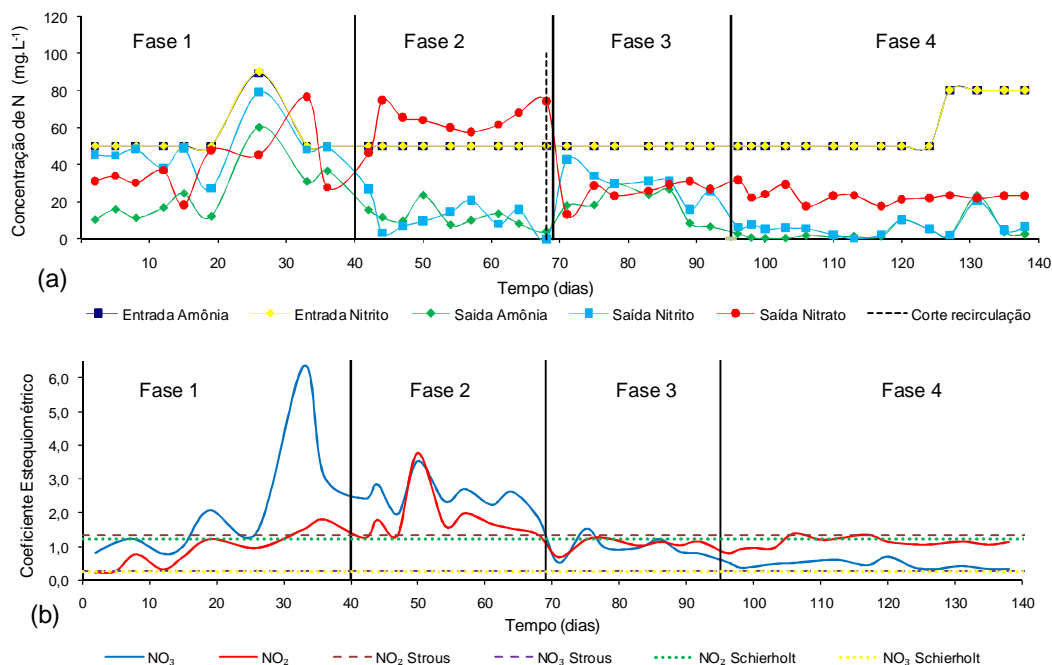 Fase 1 Fase 2 Fase 3 Fase 4
Concentração de N (mg.L-1)
120
100
80
60
40
20
0
10 20 30 40 50 60 70 80 90 100 110 120 130 140
Tempo (dias)
(a)
Entrada Amônia Entrada Nitrito Saida Amônia Saída Nitrito Saída Nitrato Corte recirculação
Fase 1 Fase 2 Fase 3 Fase 4
Coeficiente Estequiométrico
6,0
5,0
4,0
3,0
2,0
1,0
0,0
0 10 20 30 40 50 60 70 80 90 100 110 120 130 140
Tempo (dias)
(b)
NO₃ NO₂ NO₂ Strous NO₃ Strous NO₂ Schierholt NO₃ Schierholt